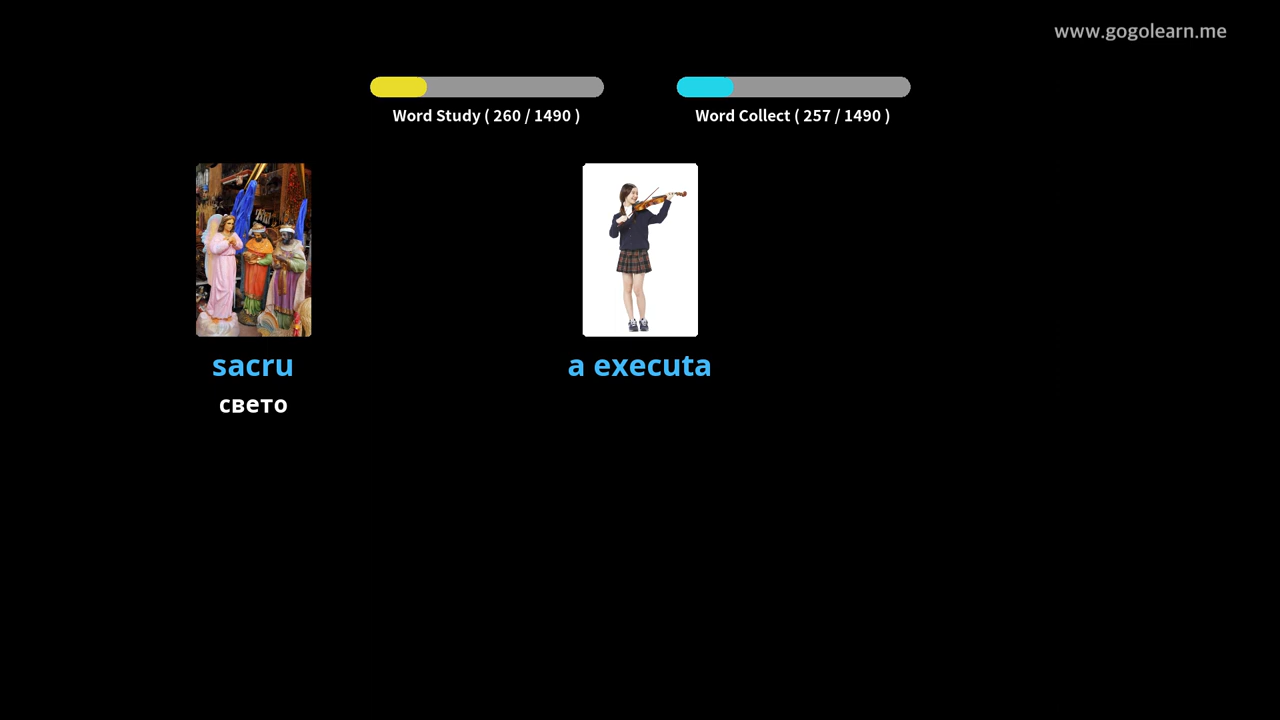 www.gogolearn.me
Word Study ( 260 / 1490 )
Word Collect ( 257 / 1490 )
sacru
свето
a executa